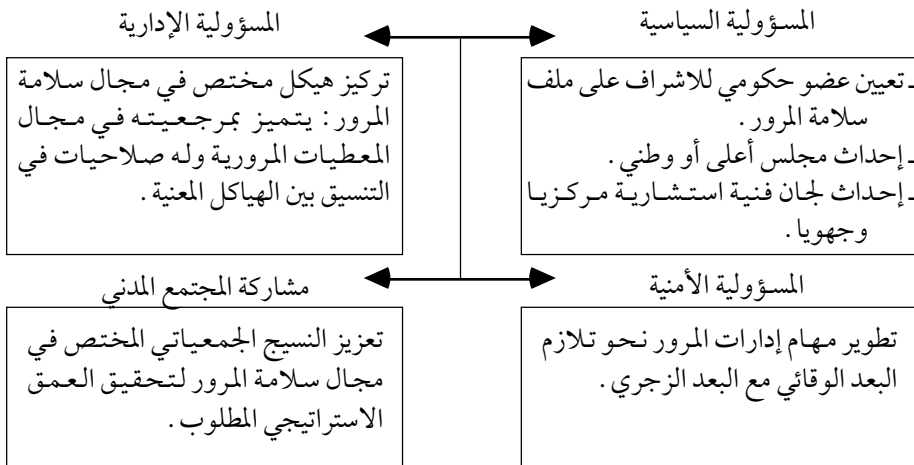 المسؤولية السياسية
ـ تعيين عضو حكومي للاشراف على ملف
سلامة المرور .
ـ إحداث مجلس أعلى أو وطني .
ـ إحداث لجان فنية استشارية مركزيا
وجهويا .
المسؤولية الإدارية
تركيز هيكل مختص في مجال سلامة
المرور : يتميز بمرجعيته في مجال
المعطيات المرورية وله صلاحيات في
التنسيق بين الهياكل المعنية .
المسؤولية الأمنية
تطوير مهام إدارات المرور نحو تلازم
البعد الوقائي مع البعد الزجري .
مشاركة المجتمع المدني
تعزيز النسيج الجمعياتي المختص في
مجال سلامة المرور لتحقيق العمق
الاستراتيجي المطلوب .